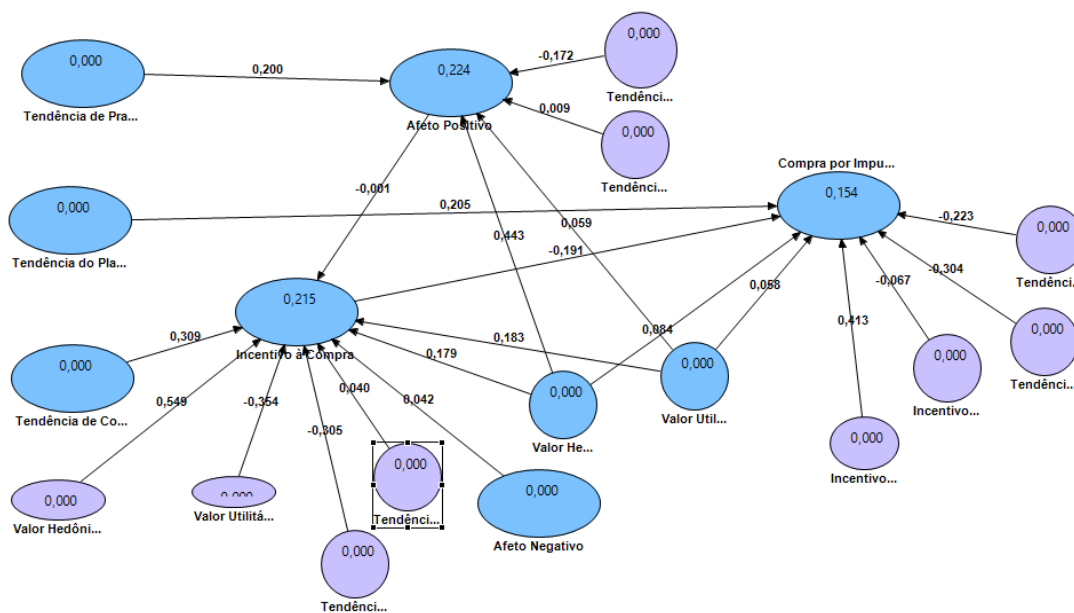 0,000
Tendência de Pra...
0,200
0,224
Afeto Positivo
-0,172
0,000
Tendênci...
0,009
0,000
Tendênci...
Compra por Impu...
0,154
0,000
Tendência do Pla...
0,205
-0,001
0,443
0,059
-0,191
-0,223
0,000
Tendênci...
0,215
Incentivo à Compra
0,309
0,000
Tendência de Co...
0,179
0,183
0,084
0,058
0,413
-0,067
-0,304
0,000
Tendênci...
0,000
Valor He...
0,000
Valor Util...
0,000
Incentivo...
0,000
Incentivo...
0,549
-0,354
-0,305
0,040
0,042
0,000
Valor Hedôni...
0,000
Valor Utilitá...
0,000
Tendênci...
0,000
Tendênci...
0,000
Afeto Negativo